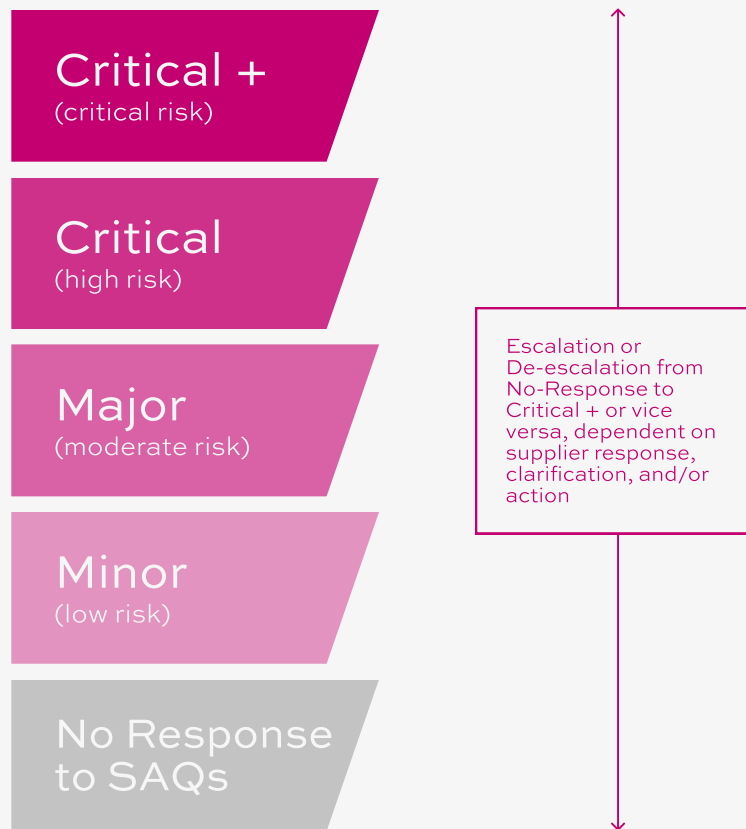 Critical +
(critical risk)
Critical
(high risk)
Major
(moderate risk)
Minor
(low risk)
No Response
to SAQs
Escalation or
De-escalation from
No-Response to
Critical + or vice
versa, dependent on
supplier response,
clarification, and/or
action